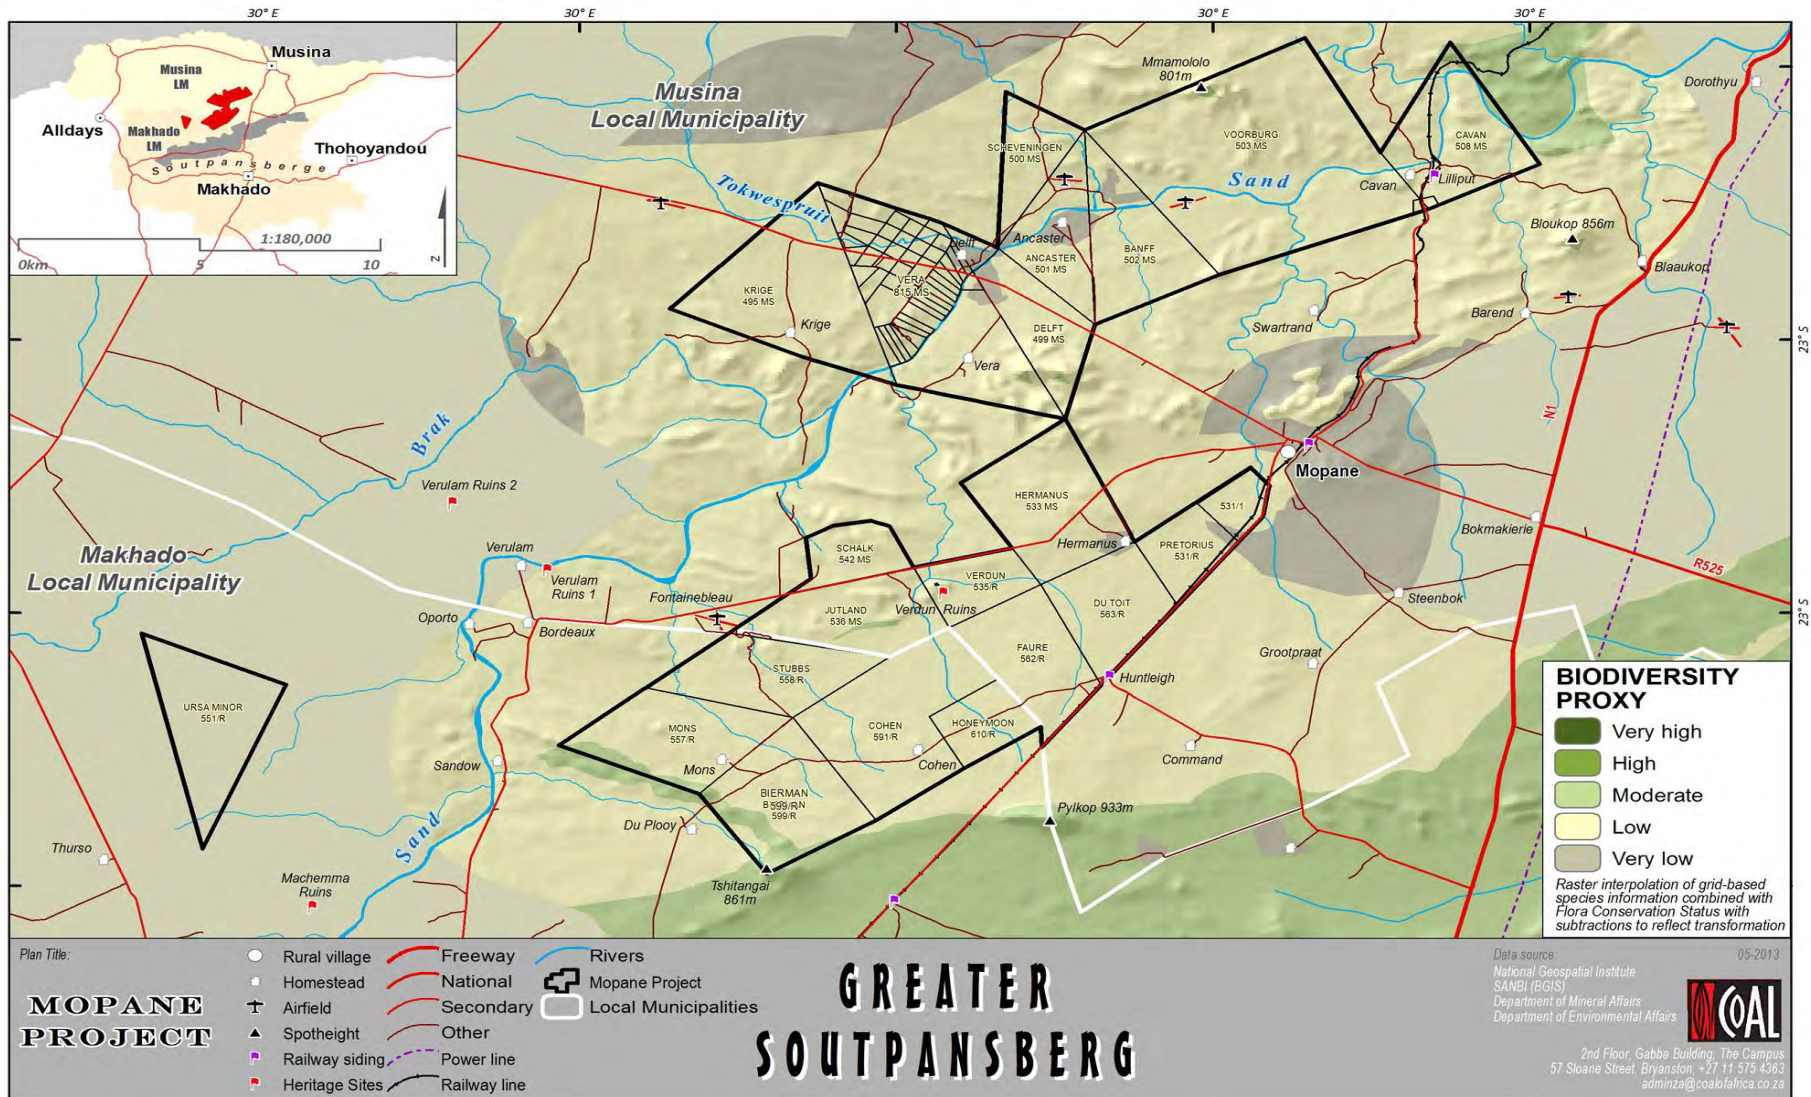 30° E
30° E
30° E
30° E
Musina
Musina
LM
Alldays
Makhado
LM
Thohoyandou
Soutpansberge
Makhado
1:180,000
0km
5
10
Z
Musina
Local Municipality
Mmamololo
801m
Dorothyu
SCHEVENINGEN
500 MS
VOORBURG
503 MS
CAVAN
508 MS
Tokwespruit
Sand
Cavan
Lilliput
Bloukop 856m
Delft
Ancaster
ANCASTER
501 MS
BANFF
502 MS
Blaaukop
KRIGE
495 MS
VERA
815 MS
Krige
DELFT
499 MS
Swartrand
Barend
23° S
Vera
Brak
N1
Mopane
Verulam Ruins 2
HERMANUS
533 MS
531/1
Bokmakierie
Makhado
Local Municipality
Verulam
Verulam
Ruins 1
SCHALK
542 MS
Hermanus
PRETORIUS
531/R
R525
VERDUN
535/R
Fontainebleau
Verdun Ruins
Steenbok
Oporto
Bordeaux
JUTLAND
536 MS
DU TOIT
563/R
23° S
FAURE
562/R
Grootpraat
STUBBS
558/R
Huntleigh
URSA MINOR
551/R
MONS
557/R
COHEN
591/R
HONEYMOON
610/R
Sandow
Mons
Cohen
Command
BIERMAN
599/R
599/R
Du Plooy
Pylkop 933m
Sand
Thurso
Machemma
Ruins
Tshitangai
861m
BIODIVERSITY
PROXY
Very high
High
Moderate
Low
Very low
Raster interpolation of grid-based
species information combined with
Flora Conservation Status with
subtractions to reflect transformation
Plan Title:
MOPANE
PROJECT
Rural village
Homestead
Airfield
Spotheight
Railway siding
Heritage Sites
Freeway
National
Secondary
Other
Power line
Railway line
Rivers
Mopane Project
Local Municipalities
GREATER
SOUTPANSBERG
Data source
05-2013
National Geospatial Institute
SANBI (BGIS)
Department of Mineral Affairs
Department of Environmental Affairs
COAL
2nd Floor, Gabba Building, The Campus
57 Sloane Street. Bryanston, +27 11 575 4363
adminza@coalofafrica.co.za